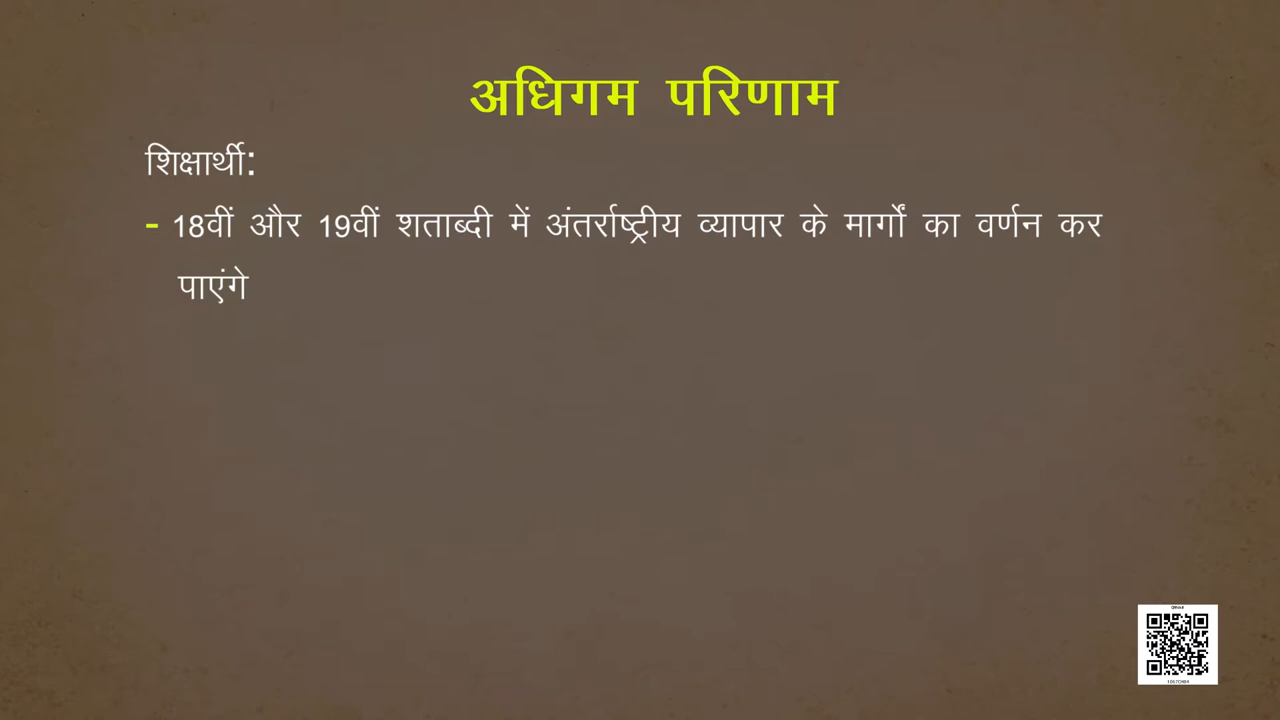 अधिगम परिणाम
शिक्षार्थी:
- 18वीं और 19वीं शताब्दी में अंतर्राष्ट्रीय व्यापार के मार्गों का वर्णन कर
पाएंगे